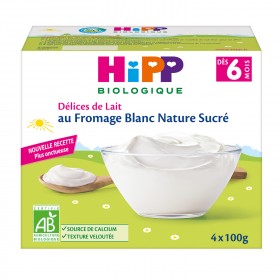 HiPP
BIOLOGIQUE
DÈS 6 MOIS
Délices de Lait
au Fromage Blanc Nature Sucré
NOUVELLE RECETTE
Plus onctueuse
CERTIFIÉ
AB
AGRICULTURE
BIOLOGIQUE
✓ SOURCE DE CALCIUM
✓ TEXTURE VELOUTÉE
4x100g